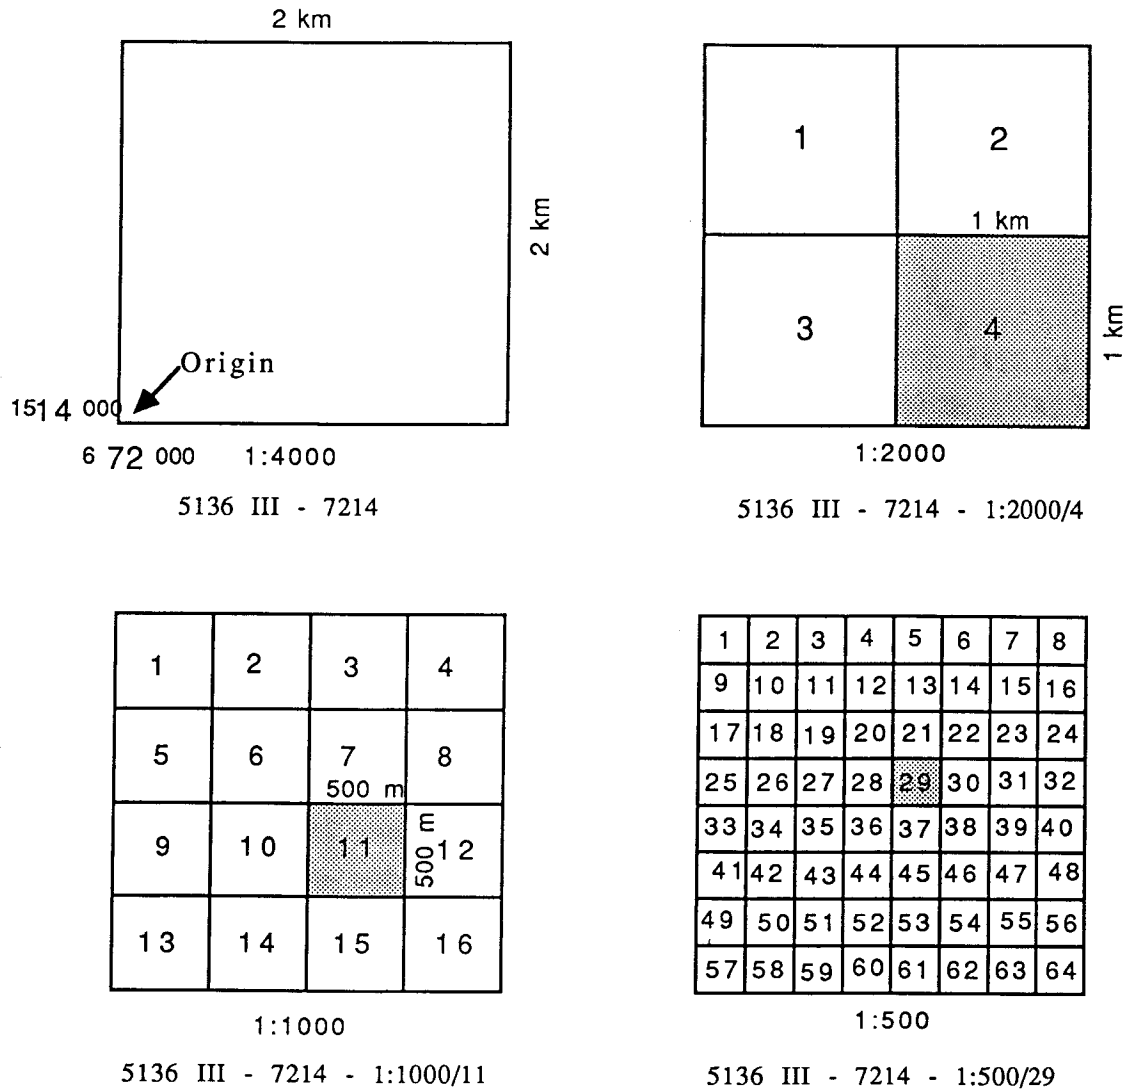 2 km
2 km
Origin
1514 000
6 72 000 1:4000
5136 III - 7214
1 2
1 km
3 4
1 km
1:2000
5136 III - 7214 - 1:2000/4
1 2 3 4
5 6 7 8
500 m
9 10 11 12
500 m
13 14 15 16
1:1000
5136 III - 7214 - 1:1000/11
1 2 3 4 5 6 7 8
9 10 11 12 13 14 15 16
17 18 19 20 21 22 23 24
25 26 27 28 29 30 31 32
33 34 35 36 37 38 39 40
41 42 43 44 45 46 47 48
49 50 51 52 53 54 55 56
57 58 59 60 61 62 63 64
1:500
5136 III - 7214 - 1:500/29